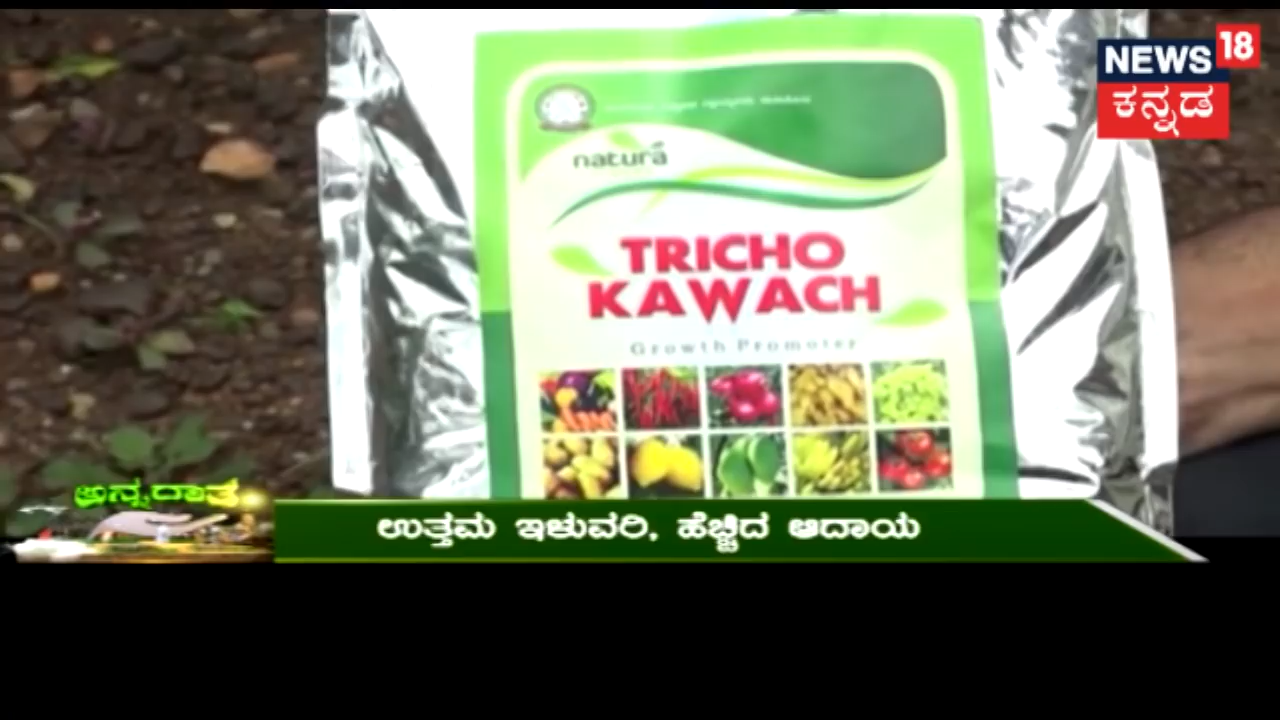 NEWS 18
ಕನ್ನಡ
natura
TRICHO
KAWACH
Growth Promoter
ಅನ್ನದಾತ
ಉತ್ತಮ ಇಳುವರಿ, ಹೆಚ್ಚಿದ ಆದಾಯ